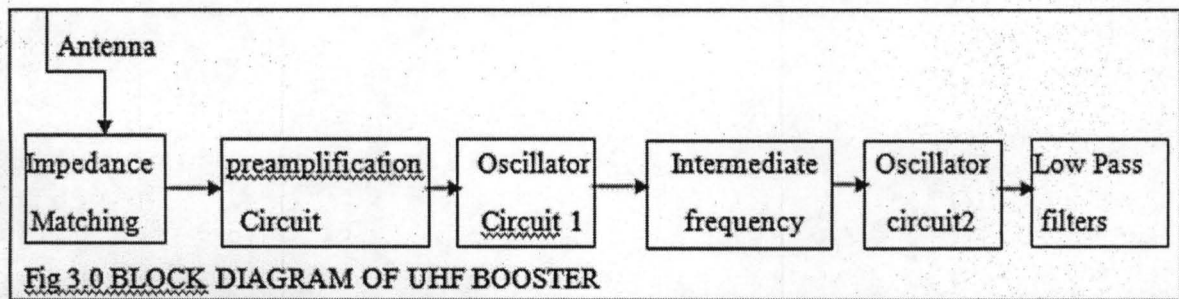 Antenna
Impedance
Matching
preamplification
Circuit
Oscillator
Circuit 1
Intermediate
frequency
Oscillator
circuit2
Low Pass
filters
Fig 3.0 BLOCK DIAGRAM OF UHF BOOSTER